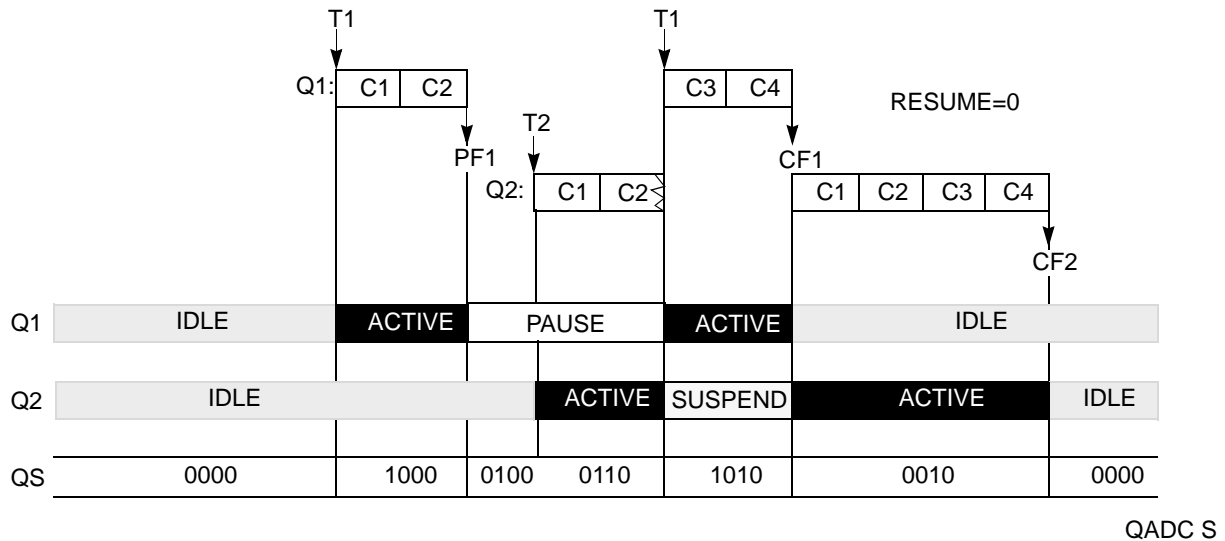 T1 T1
Q1: C1 C2 C3 C4
RESUME=0
T2
PF1 CF1
Q2: C1 C2 C1 C2 C3 C4
CF2
Q1 IDLE ACTIVE PAUSE ACTIVE IDLE
Q2 IDLE ACTIVE SUSPEND ACTIVE IDLE
QS 0000 1000 0100 0110 1010 0010 0000
QADC S